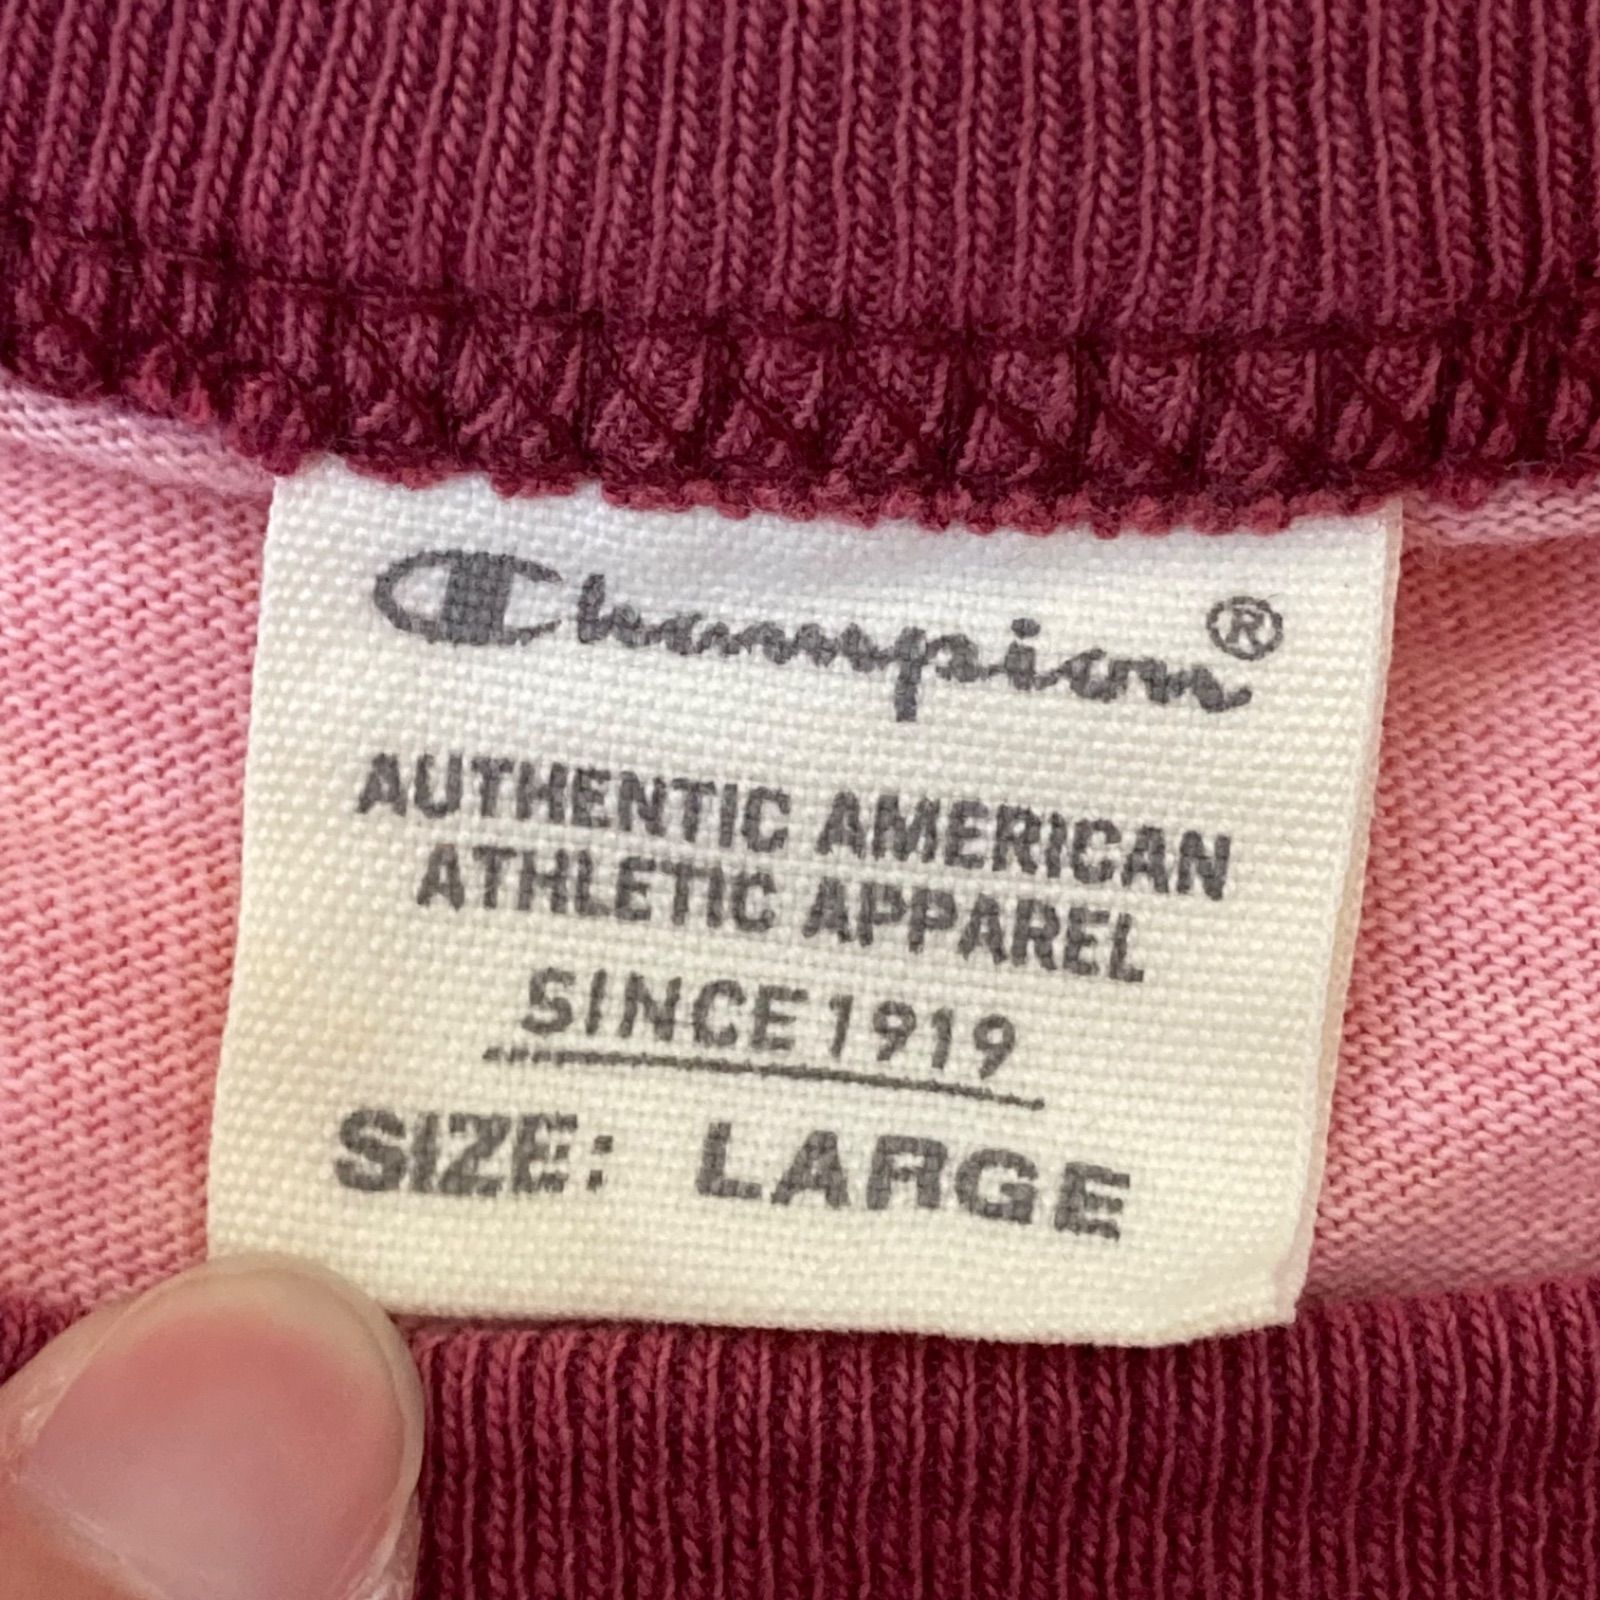 Champion®
AUTHENTIC AMERICAN
ATHLETIC APPAREL
SINCE 1919
SIZE: LARGE